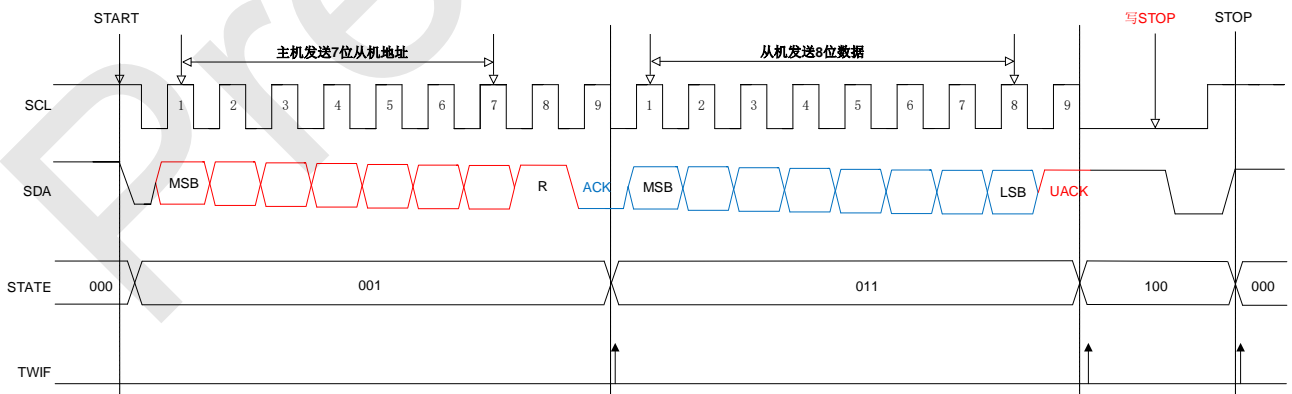 START
写STOP
STOP
主机发送7位从机地址
从机发送8位数据
SCL
1 2 3 4 5 6 7 8 9 1 2 3 4 5 6 7 8 9
SDA
MSB R ACK MSB LSB UACK
STATE
000 001 011 100 000
TWIF
Pre